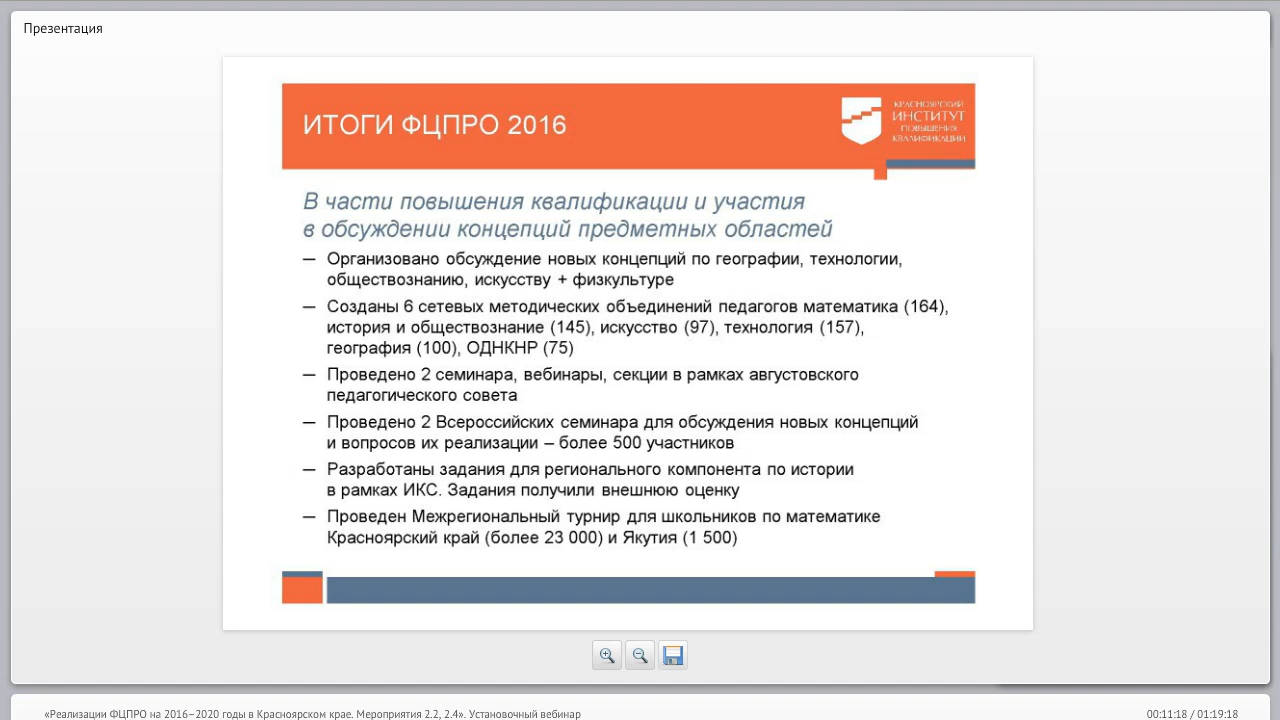 Презентация
ИТОГИ ФЦПРО 2016
КРАСНОЯРСКИЙ
ИНСТИТУТ
ПОВЫШЕНИЯ
КВАЛИФИКАЦИИ
В части повышения квалификации и участия
в обсуждении концепций предметных областей
— Организовано обсуждение новых концепций по географии, технологии,
обществознанию, искусству + физкультуре
— Созданы 6 сетевых методических объединений педагогов математика (164),
история и обществознание (145), искусство (97), технология (157),
география (100), ОДНКНР (75)
— Проведено 2 семинара, вебинары, секции в рамках августовского
педагогического совета
— Проведено 2 Всероссийских семинара для обсуждения новых концепций
и вопросов их реализации – более 500 участников
— Разработаны задания для регионального компонента по истории
в рамках ИКС. Задания получили внешнюю оценку
— Проведен Межрегиональный турнир для школьников по математике
Красноярский край (более 23 000) и Якутия (1 500)
«Реализации ФЦПРО на 2016–2020 годы в Красноярском крае. Мероприятия 2.2, 2.4». Установочный вебинар
00:11:18 / 01:19:18